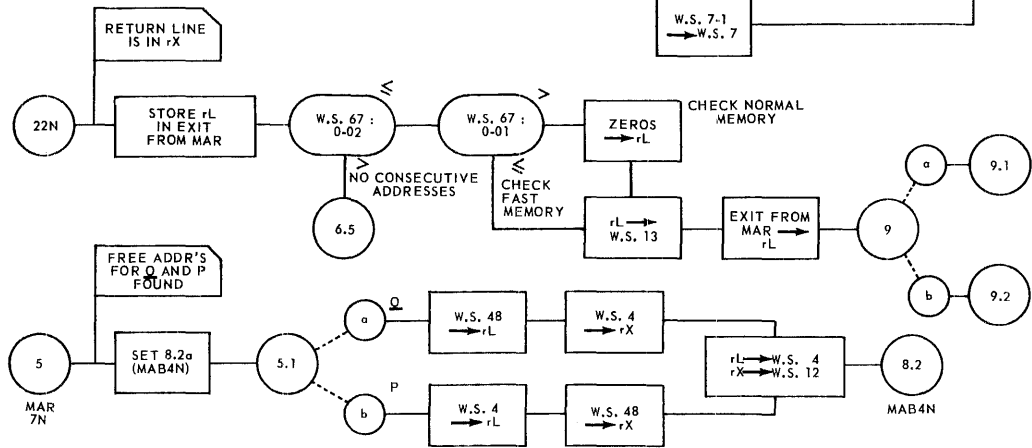 W.S. 7-1
→ W.S. 7
RETURN LINE
IS IN rX
22N
STORE rL
IN EXIT
FROM MAR
W.S. 67 :
0-02
≤
>
NO CONSECUTIVE
ADDRESSES
6.5
W.S. 67 :
0-01
>
≤
CHECK
FAST
MEMORY
ZEROS
→ rL
CHECK NORMAL
MEMORY
rL →
W.S. 13
EXIT FROM
MAR →
rL
9
a
9.1
b
9.2
FREE ADDR'S
FOR Q AND P
FOUND
5
MAR
7N
SET 8.2a
(MAB4N)
5.1
a
Q
W.S. 48
→ rL
W.S. 4
→ rX
b
P
W.S. 4
→ rL
W.S. 48
→ rX
rL → W.S. 4
rX → W.S. 12
8.2
MAB4N